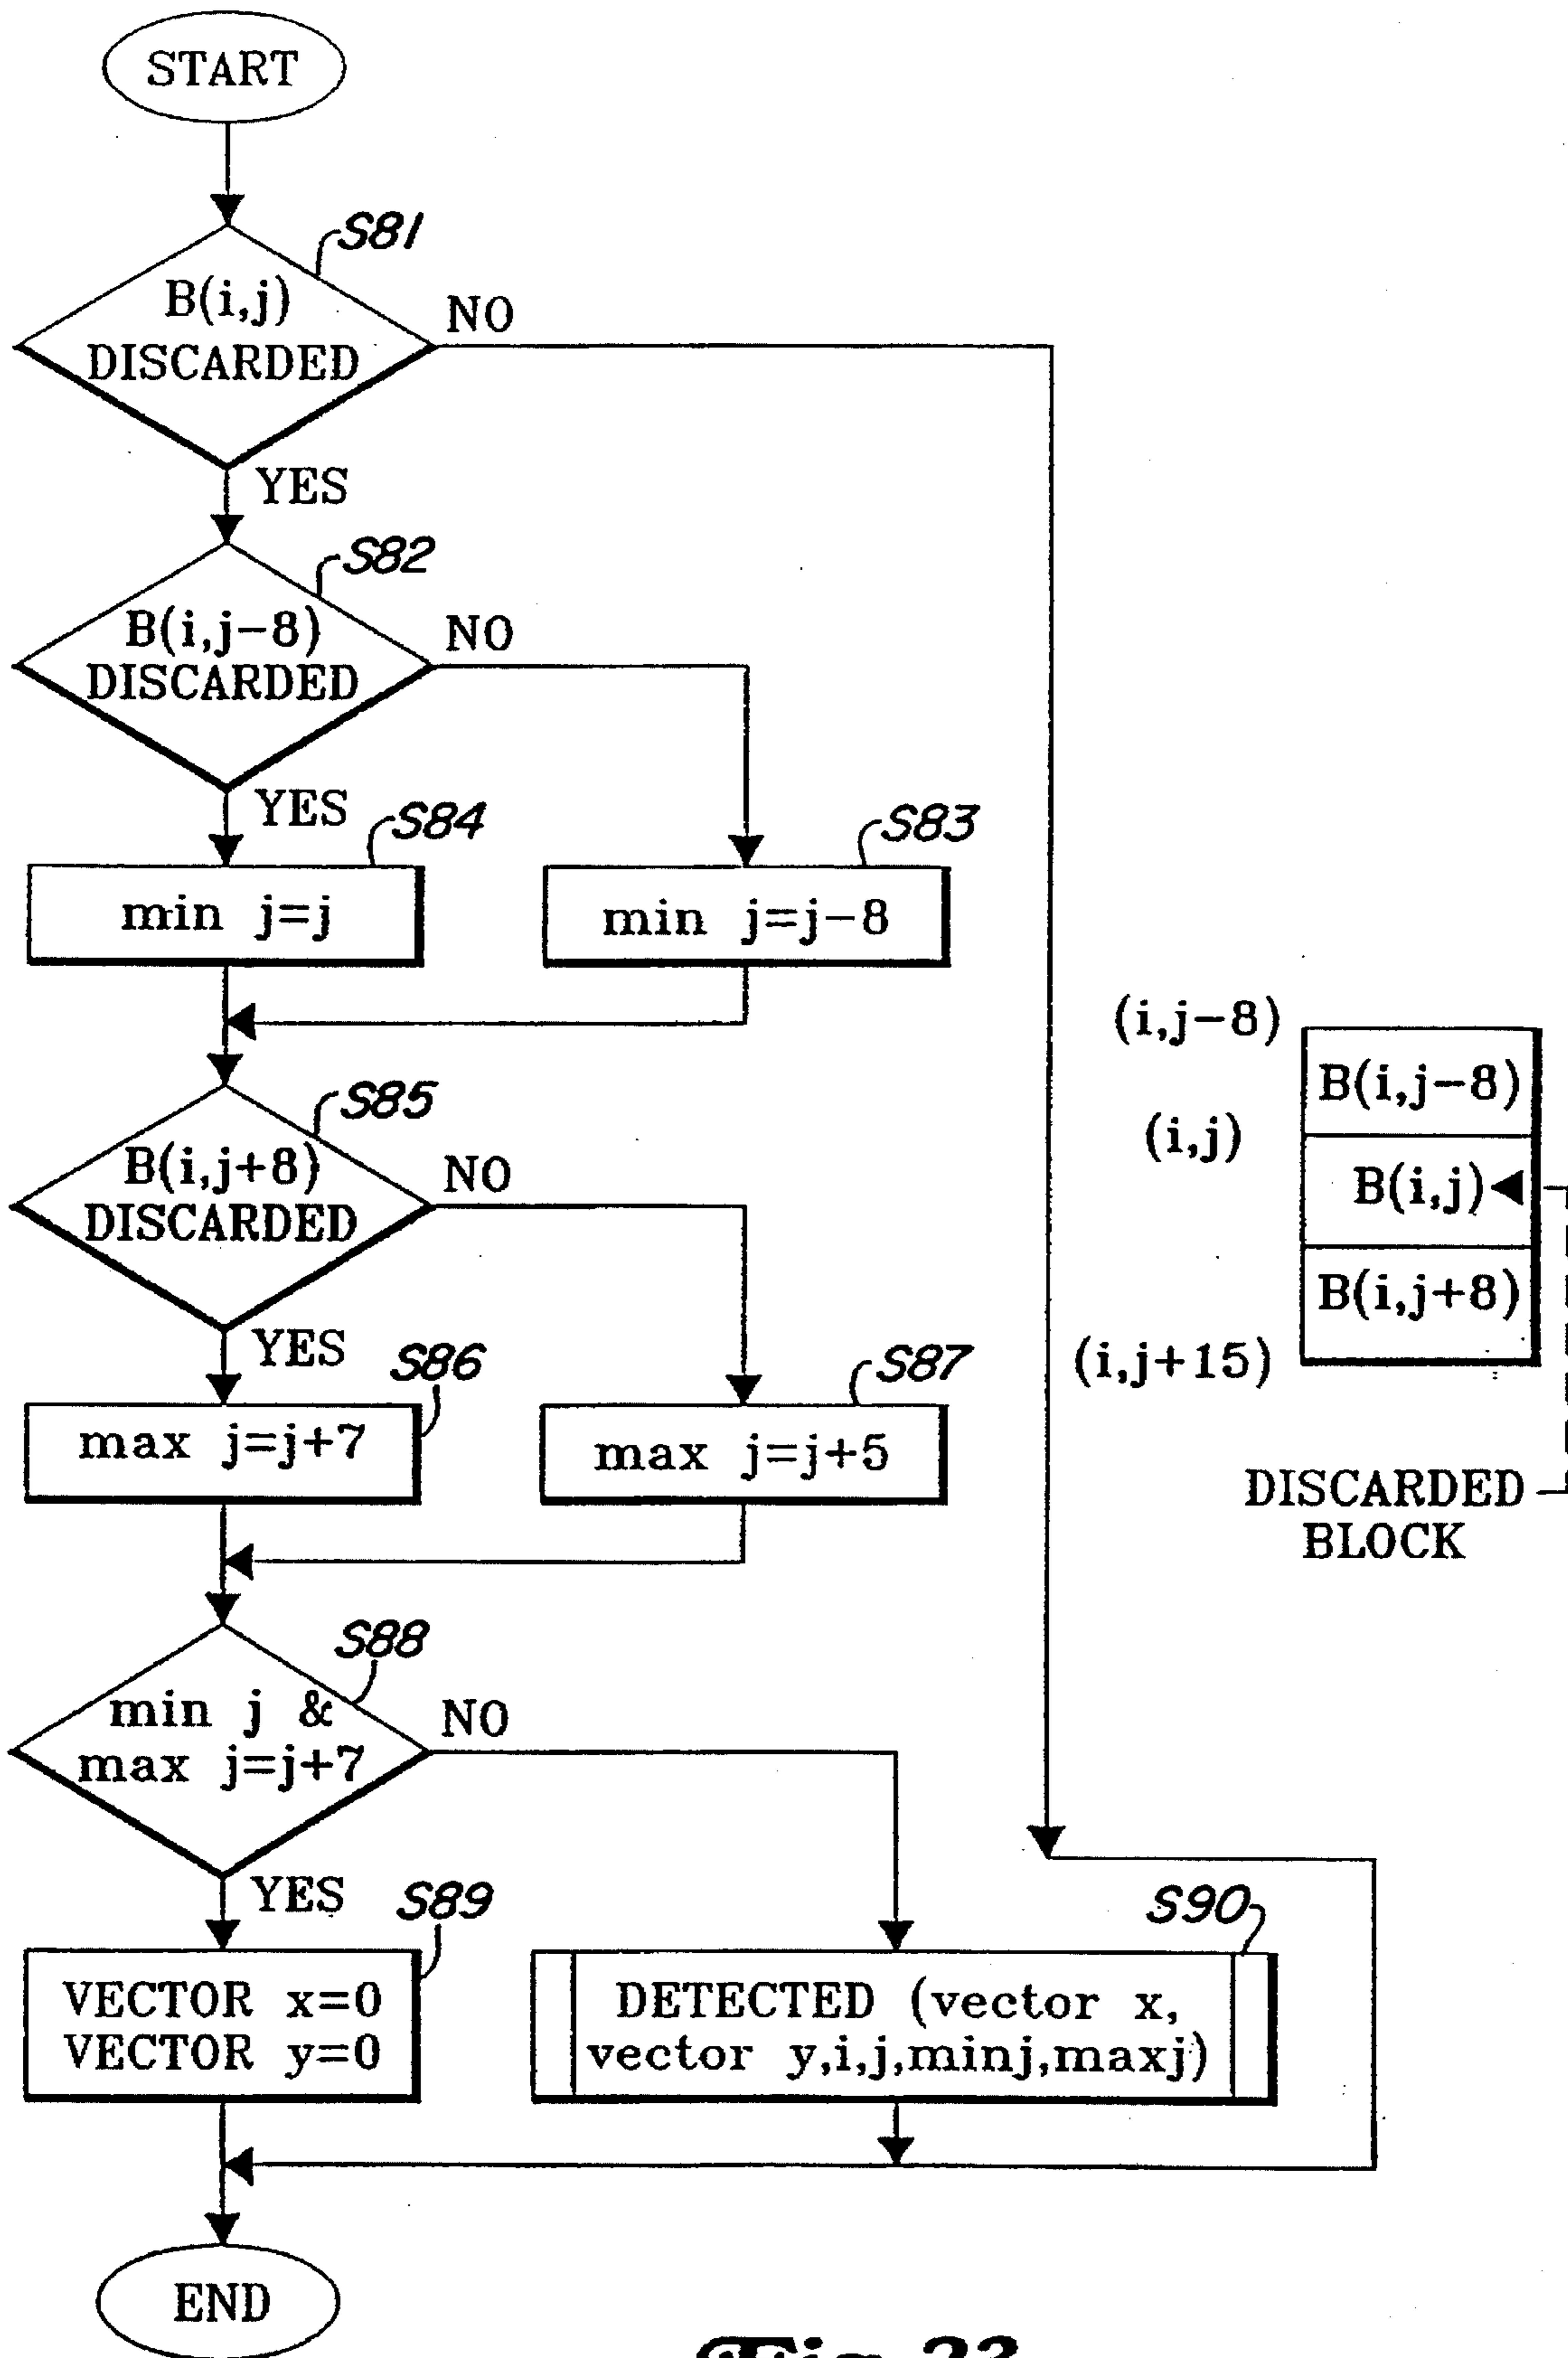 START
S81
B(i,j)
DISCARDED
NO
YES
S82
B(i,j-8)
DISCARDED
NO
YES
S84
min j=j
S83
min j=j-8
S85
B(i,j+8)
DISCARDED
NO
YES
S86
max j=j+7
S87
max j=j+5
S88
min j &
max j=j+7
NO
YES
S89
VECTOR x=0
VECTOR y=0
S90
DETECTED (vector x,
vector y,i,j,minj,maxj)
END
(i,j-8)
B(i,j-8)
(i,j)
B(i,j)
B(i,j+8)
(i,j+15)
DISCARDED
BLOCK
Fig.23